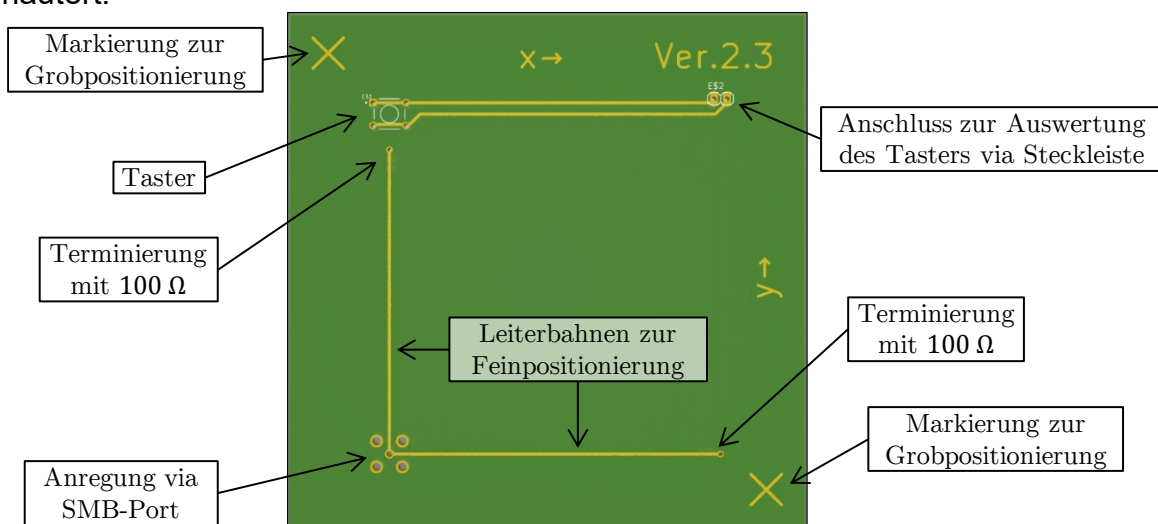 Markierung zur
Grobpositionierung
x→
Ver.2.3
E$2
Anschluss zur Auswertung
des Tasters via Steckleiste
Taster
Terminierung
mit 100 Ω
y→
Leiterbahnen zur
Feinpositionierung
Terminierung
mit 100 Ω
Markierung zur
Grobpositionierung
Anregung via
SMB-Port